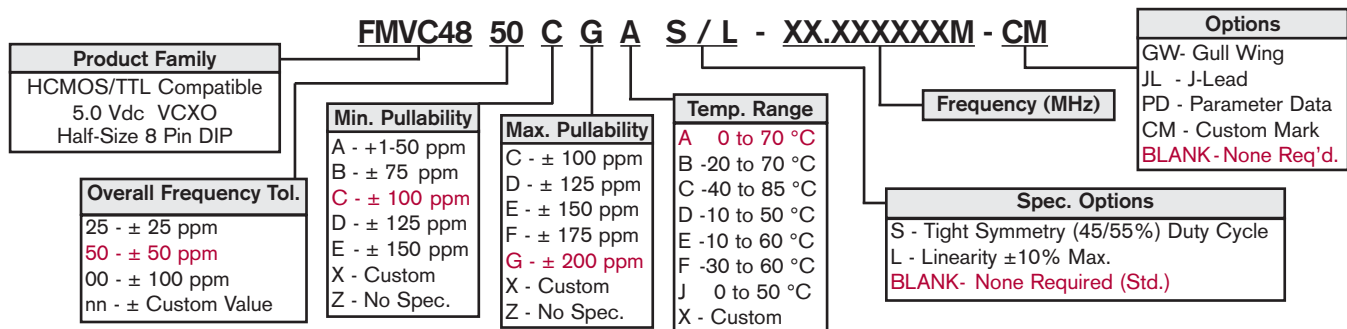 FMVC48 50 C G A S / L - XX.XXXXXXM - CM
Product Family
HCMOS/TTL Compatible
5.0 Vdc VCXO
Half-Size 8 Pin DIP
Overall Frequency Tol.
25 - ± 25 ppm
50 - ± 50 ppm
00 - ± 100 ppm
nn - ± Custom Value
Min. Pullability
A - +1-50 ppm
B - ± 75 ppm
C - ± 100 ppm
D - ± 125 ppm
E - ± 150 ppm
X - Custom
Z - No Spec.
Max. Pullability
C - ± 100 ppm
D - ± 125 ppm
E - ± 150 ppm
F - ± 175 ppm
G - ± 200 ppm
X - Custom
Z - No Spec.
Temp. Range
A 0 to 70 °C
B -20 to 70 °C
C -40 to 85 °C
D -10 to 50 °C
E -10 to 60 °C
F -30 to 60 °C
J 0 to 50 °C
X - Custom
Frequency (MHz)
Spec. Options
S - Tight Symmetry (45/55%) Duty Cycle
L - Linearity ±10% Max.
BLANK- None Required (Std.)
Options
GW- Gull Wing
JL - J-Lead
PD - Parameter Data
CM - Custom Mark
BLANK - None Req'd.